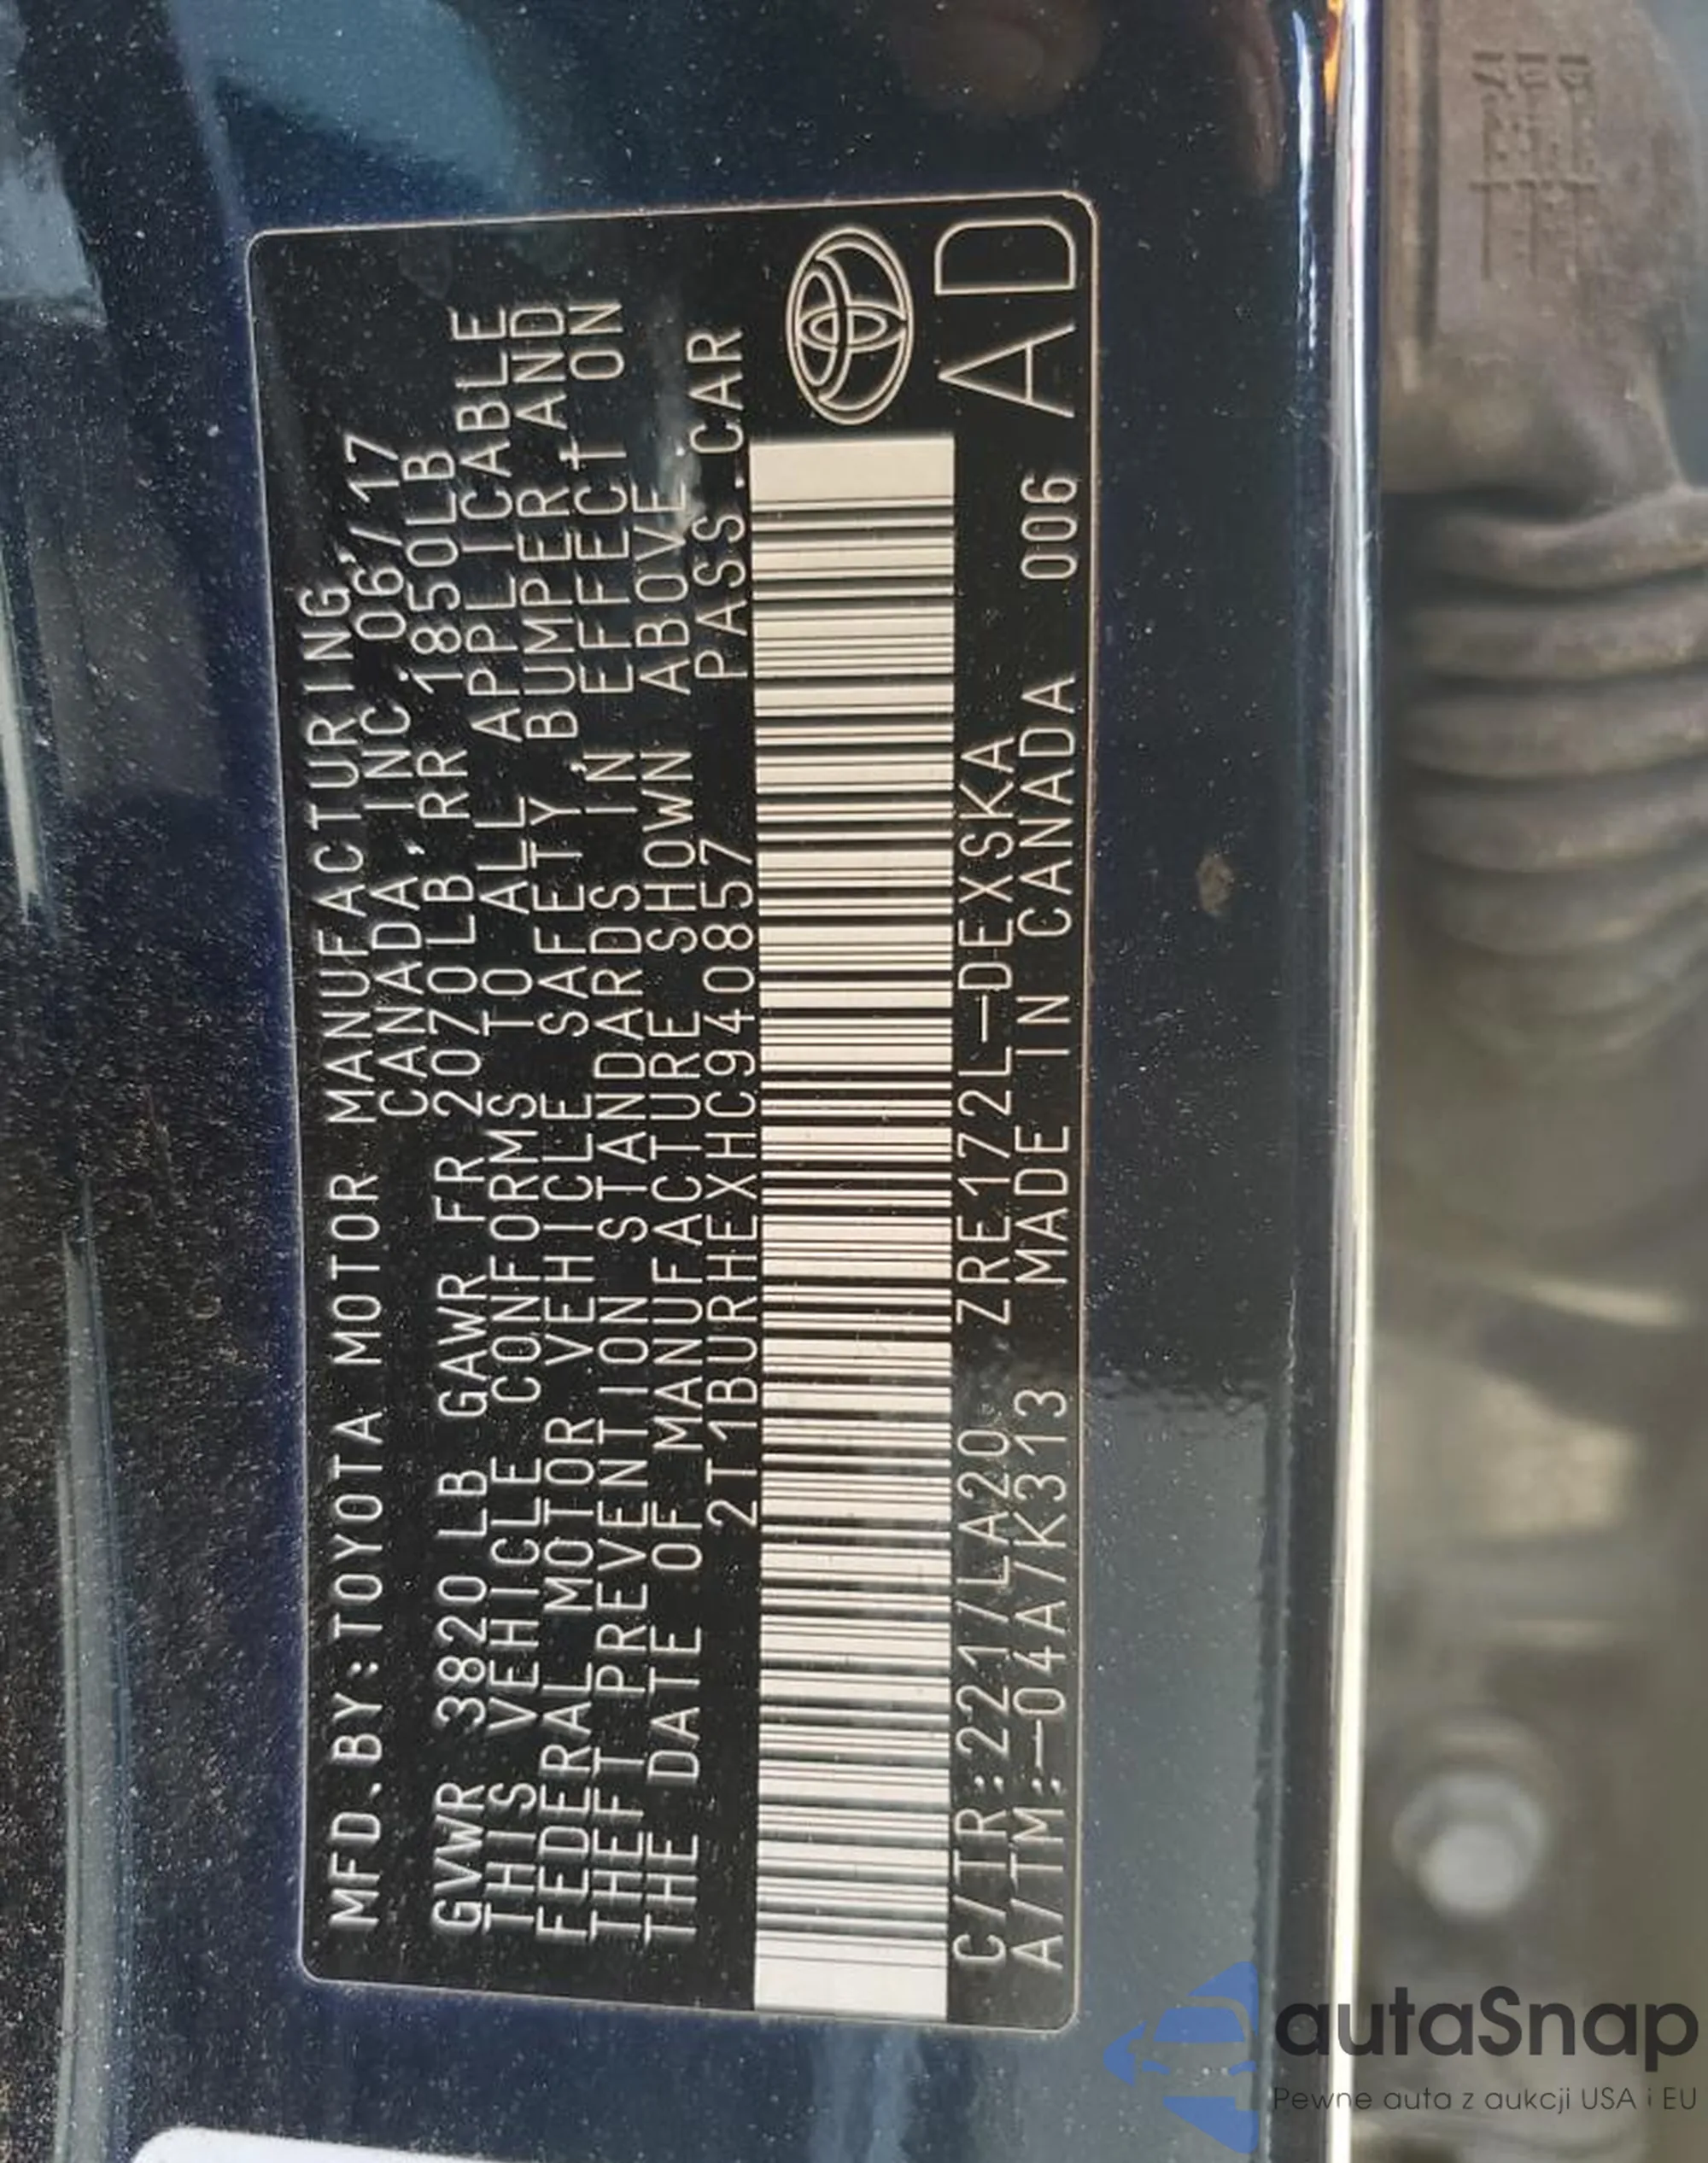 MFD.BY:TOYOTA MOTOR MANUFACTURING,
CANADA, INC. 06/17
GVWR 3820 LB GAWR FR 2070LB RR 1850LB
THIS VEHICLE CONFORMS TO ALL APPLICABLE
FEDERAL MOTOR VEHICLE SAFETY, BUMPER AND
THEFT PREVENTION STANDARDS IN EFFECT ON
THE DATE OF MANUFACTURE SHOWN ABOVE.
2T1BURHEXHC940857 PASS.CAR
C/TR:221/LA20 ZRE172L-DEXSKA
A/TM:-04A/K313 MADE IN CANADA 006
AD
autaSnap
Pewne auta z aukcji USA i EU